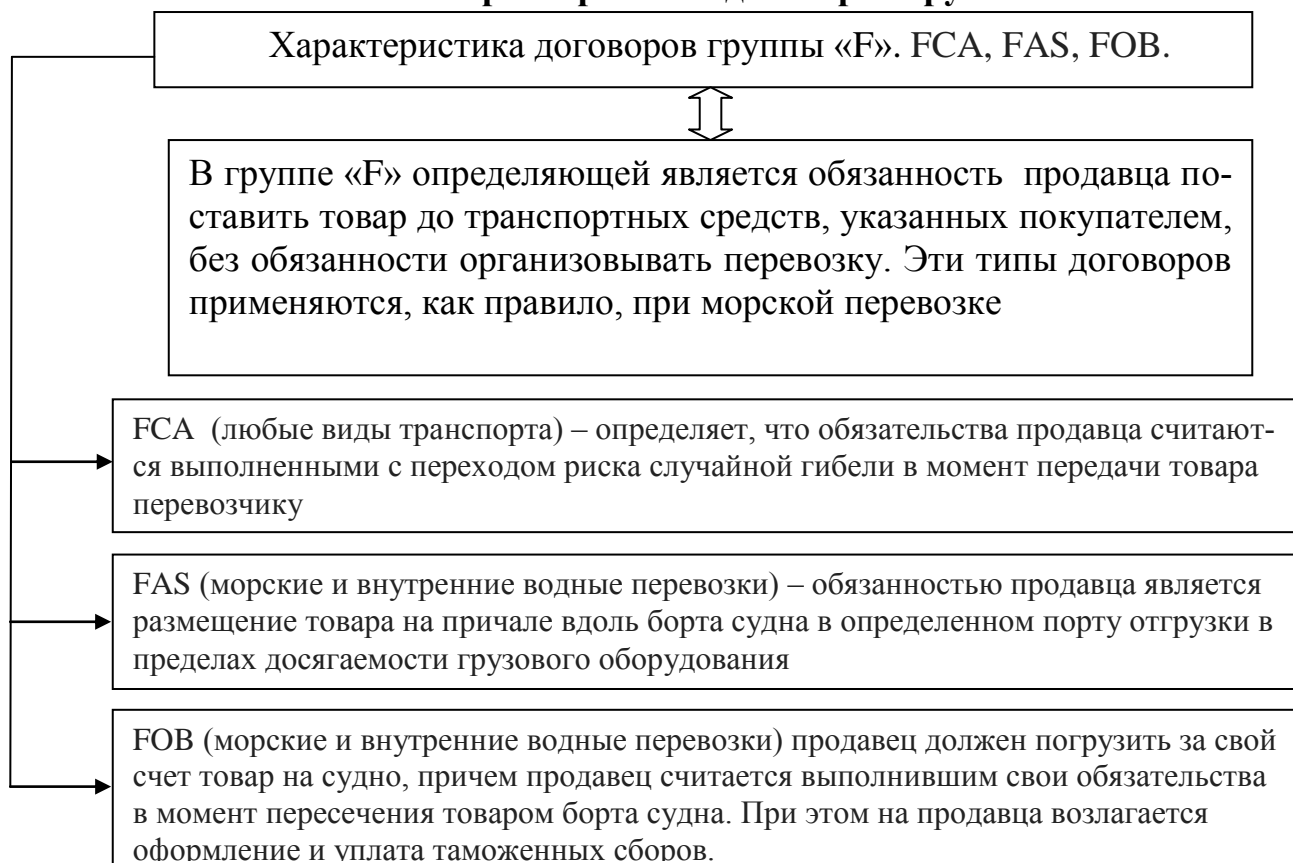 Характеристика договоров группы «F». FCA, FAS, FOB.
В группе «F» определяющей является обязанность продавца по-
ставить товар до транспортных средств, указанных покупателем,
без обязанности организовывать перевозку. Эти типы договоров
применяются, как правило, при морской перевозке
FCA (любые виды транспорта) – определяет, что обязательства продавца считают-
ся выполненными с переходом риска случайной гибели в момент передачи товара
перевозчику
FAS (морские и внутренние водные перевозки) – обязанностью продавца является
размещение товара на причале вдоль борта судна в определенном порту отгрузки в
пределах досягаемости грузового оборудования
FOB (морские и внутренние водные перевозки) продавец должен погрузить за свой
счет товар на судно, причем продавец считается выполнившим свои обязательства
в момент пересечения товаром борта судна. При этом на продавца возлагается
оформление и уплата таможенных сборов.